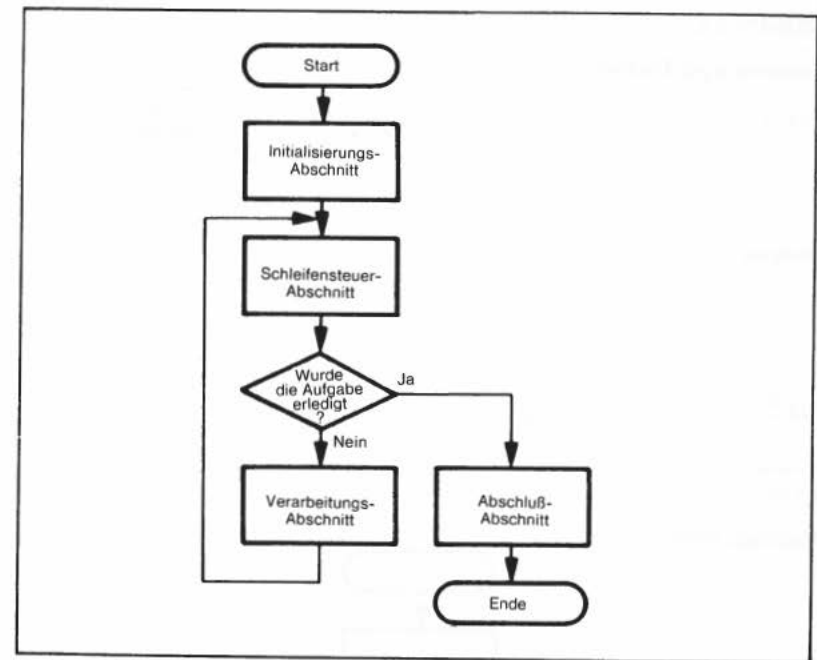 Start
Initialisierungs-
Abschnitt
Schleifensteuer-
Abschnitt
Wurde
die Aufgabe
erledigt
?
Ja
Nein
Verarbeitungs-
Abschnitt
Abschluß-
Abschnitt
Ende